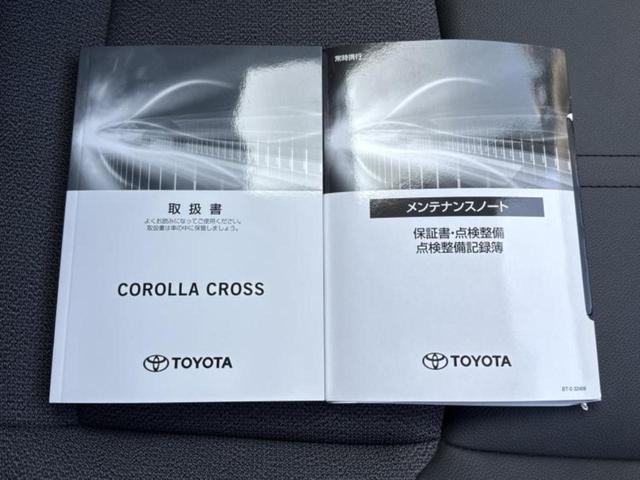 取扱書
よくお読みになってご使用ください。
取扱書は車の中に保管しましょう。
COROLLA CROSS
TOYOTA
常時携行
メンテナンスノート
保証書・点検整備
点検整備記録簿
TOYOTA